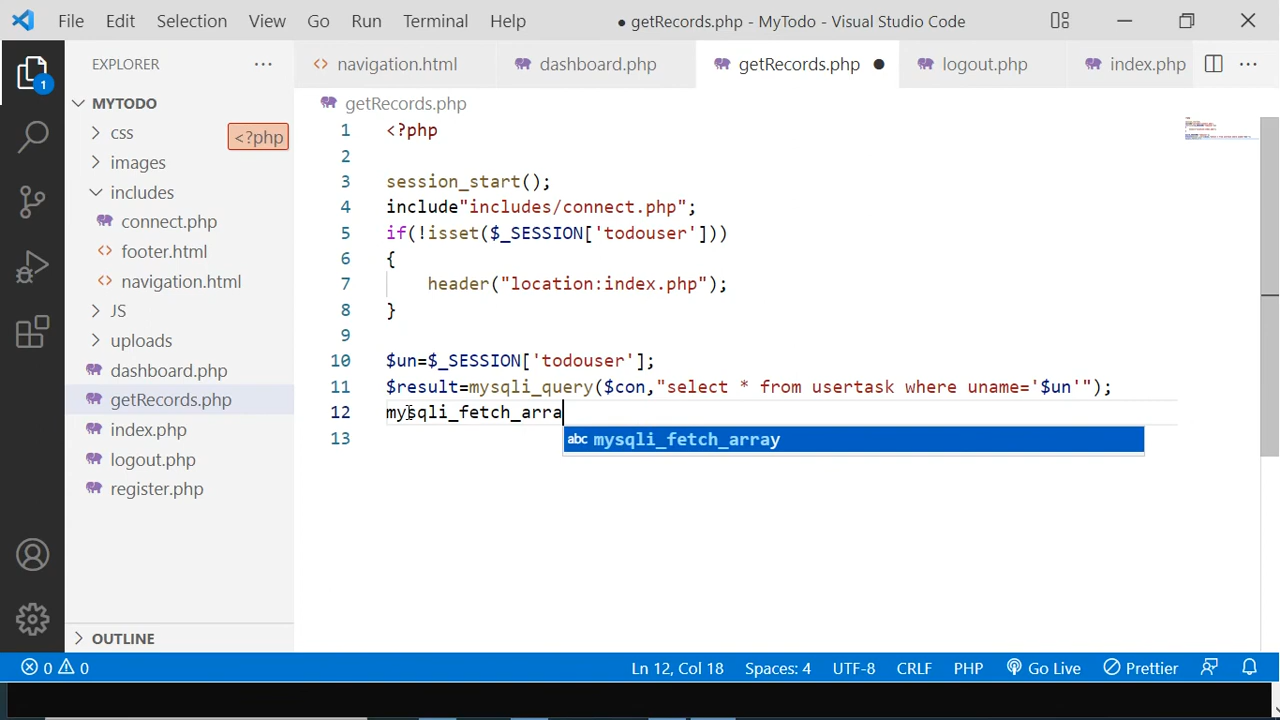 File Edit Selection View Go Run Terminal Help ● getRecords.php - MyTodo - Visual Studio Code
EXPLORER ···
navigation.html dashboard.php getRecords.php ● logout.php index.php ···
1
MYTODO
css
<?php
images
includes
connect.php
footer.html
navigation.html
JS
uploads
dashboard.php
getRecords.php
index.php
logout.php
register.php
OUTLINE
getRecords.php
1 <?php
2
3 session_start();
4 include"includes/connect.php";
5 if(!isset($_SESSION['todouser']))
6 {
7 header("location:index.php");
8 }
9
10 $un=$_SESSION['todouser'];
11 $result=mysqli_query($con,"select * from usertask where uname='$un'");
12 mysqli_fetch_arra
abc mysqli_fetch_array
13
0 0 Ln 12, Col 18 Spaces: 4 UTF-8 CRLF PHP Go Live Prettier